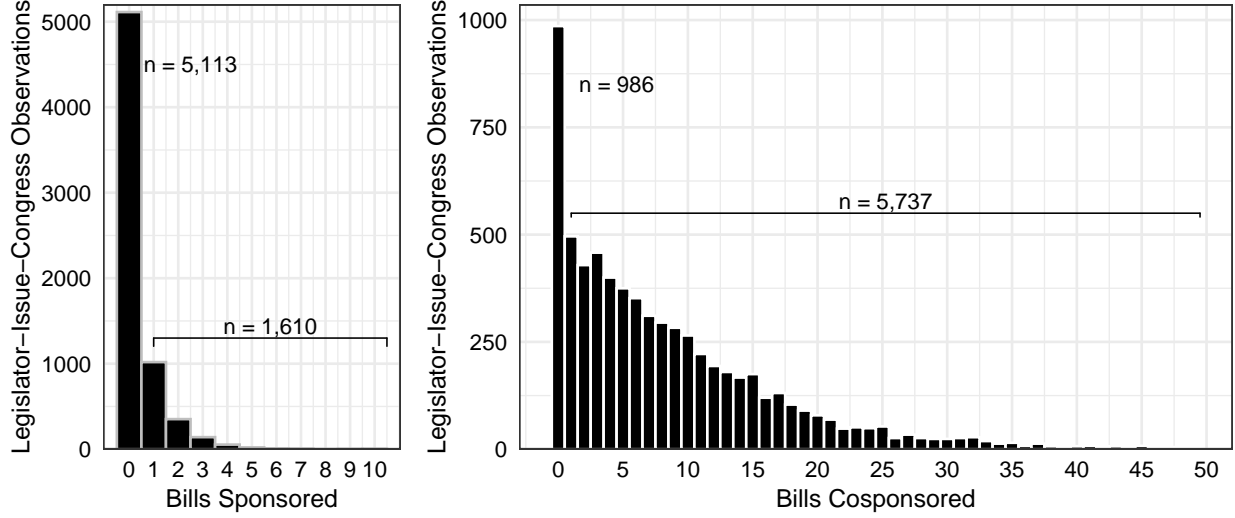 Legislator−Issue−Congress Observations
5000
4000
3000
2000
1000
0
n = 5,113
n = 1,610
0 1 2 3 4 5 6 7 8 9 10
Bills Sponsored
Legislator−Issue−Congress Observations
1000
750
500
250
0
n = 986
n = 5,737
0 5 10 15 20 25 30 35 40 45 50
Bills Cosponsored